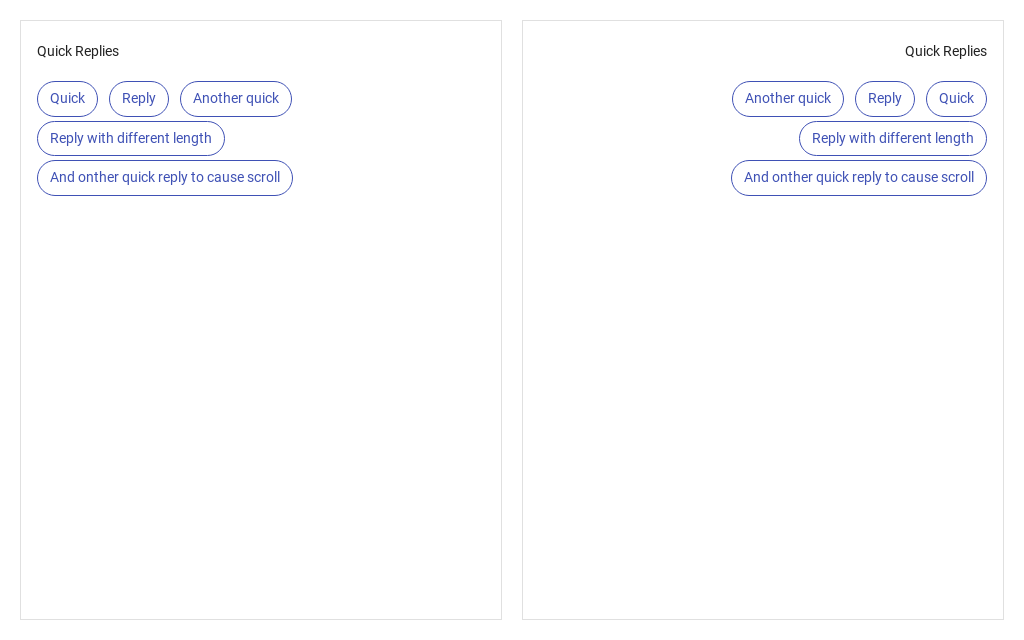 Quick Replies
Quick Reply Another quick
Reply with different length
And onther quick reply to cause scroll
Quick Replies
Another quick Reply Quick
Reply with different length
And onther quick reply to cause scroll